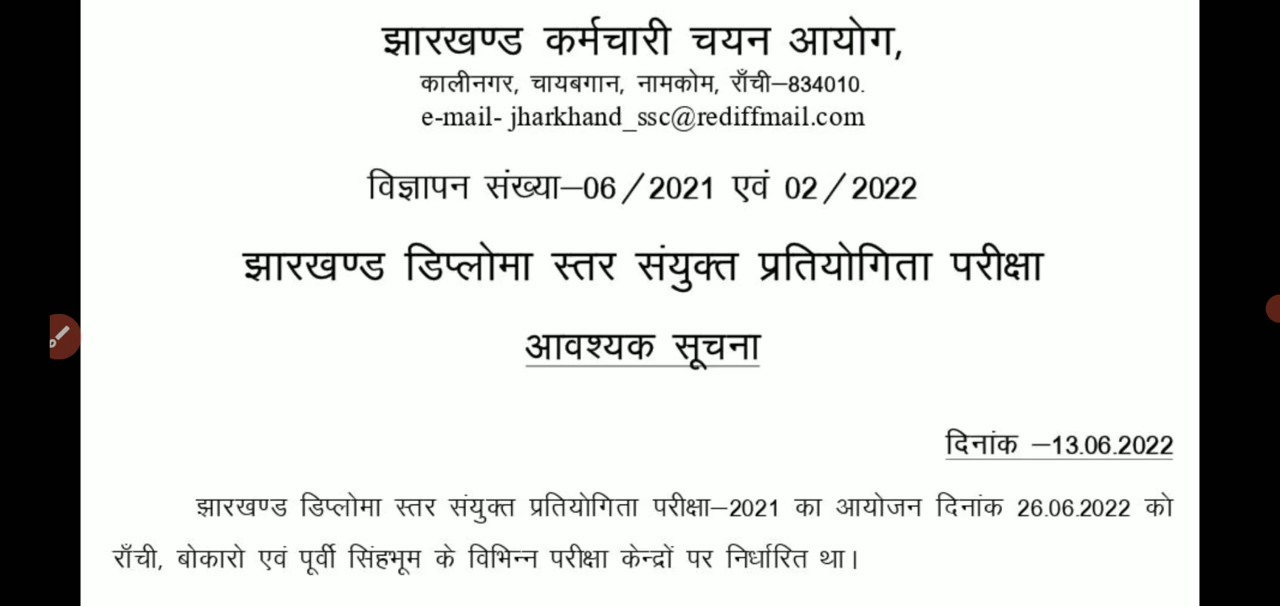 झारखण्ड कर्मचारी चयन आयोग,
कालीनगर, चायबगान, नामकोम, राँची–834010.
e-mail- jharkhand_ssc@rediffmail.com
विज्ञापन संख्या–06/2021 एवं 02/2022
झारखण्ड डिप्लोमा स्तर संयुक्त प्रतियोगिता परीक्षा
आवश्यक सूचना
दिनांक –13.06.2022
झारखण्ड डिप्लोमा स्तर संयुक्त प्रतियोगिता परीक्षा–2021 का आयोजन दिनांक 26.06.2022 को
राँची, बोकारो एवं पूर्वी सिंहभूम के विभिन्न परीक्षा केन्द्रों पर निर्धारित था।